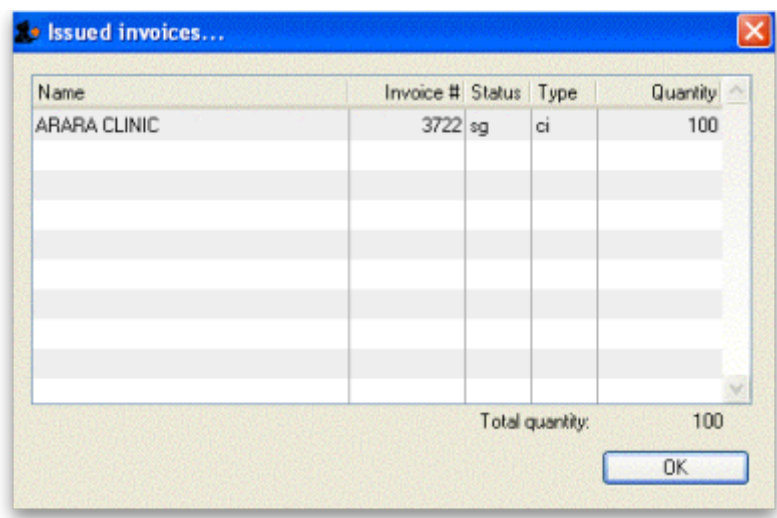 Issued invoices...
Name Invoice # Status Type Quantity
ARARA CLINIC 3722 sg ci 100
Total quantity: 100
OK